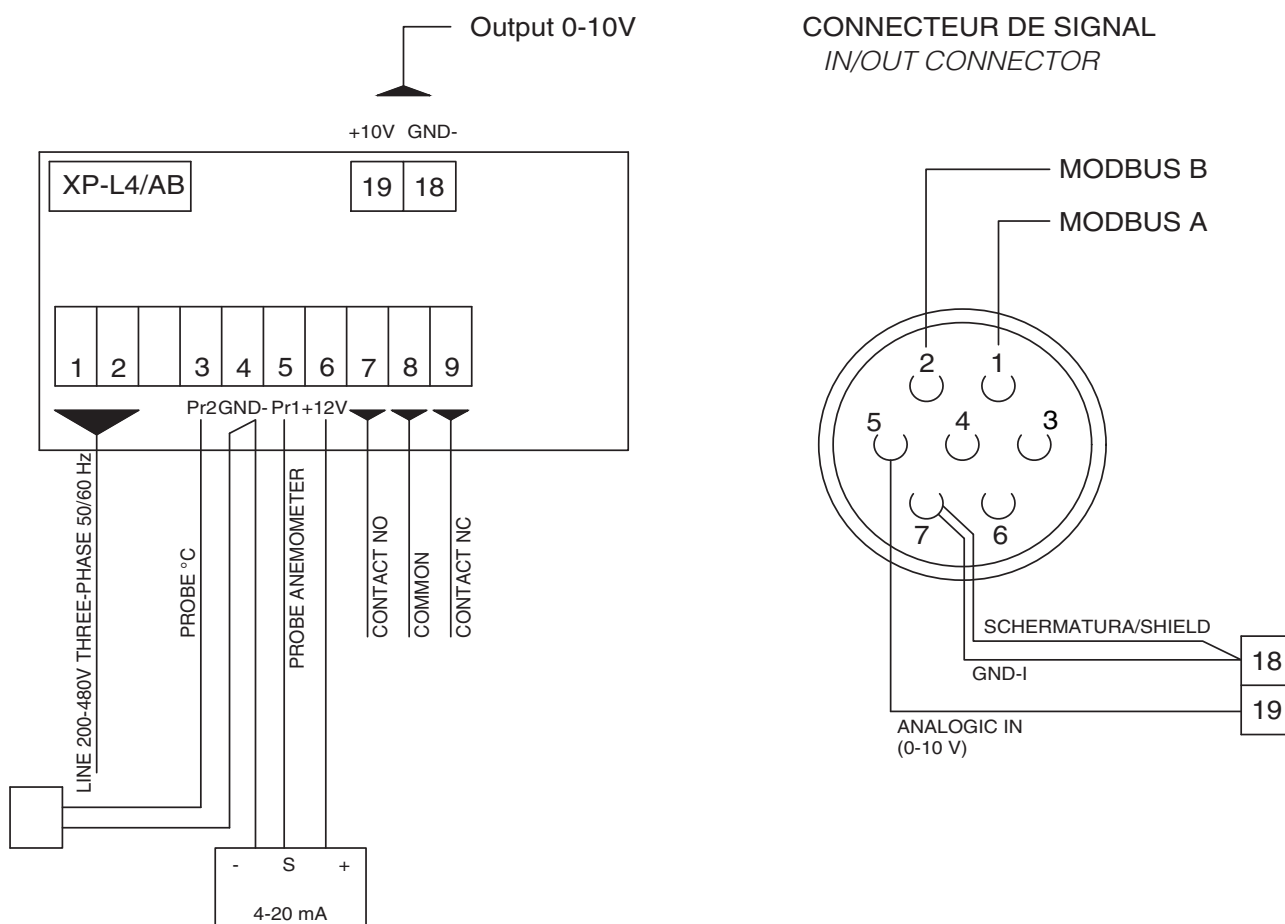 Output 0-10V
+10V GND-
XP-L4/AB
19 18
1 2 3 4 5 6 7 8 9
Pr2 GND- Pr1 +12V
LINE 200-480V THREE-PHASE 50/60 Hz
PROBE °C
PROBE ANEMOMETER
CONTACT NO
COMMON
CONTACT NC
- S +
4-20 mA
CONNECTEUR DE SIGNAL
IN/OUT CONNECTOR
MODBUS B
MODBUS A
2 1
5 4 3
7 6
SCHERMATURA/SHIELD
GND-I
18
19
ANALOGIC IN
(0-10 V)